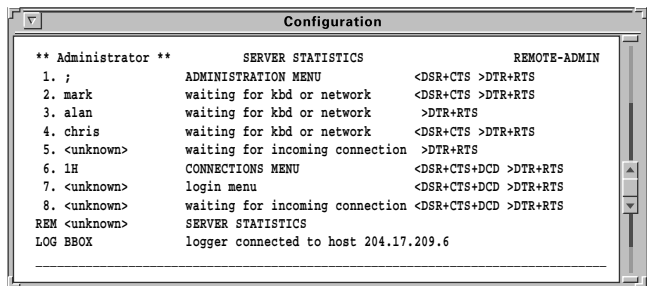 Configuration
** Administrator ** SERVER STATISTICS REMOTE-ADMIN
1. ; ADMINISTRATION MENU <DSR+CTS >DTR+RTS
2. mark waiting for kbd or network <DSR+CTS >DTR+RTS
3. alan waiting for kbd or network >DTR+RTS
4. chris waiting for kbd or network <DSR+CTS >DTR+RTS
5. <unknown> waiting for incoming connection >DTR+RTS
6. 1H CONNECTIONS MENU <DSR+CTS+DCD >DTR+RTS
7. <unknown> login menu <DSR+CTS+DCD >DTR+RTS
8. <unknown> waiting for incoming connection <DSR+CTS+DCD >DTR+RTS
REM <unknown> SERVER STATISTICS
LOG BBOX logger connected to host 204.17.209.6